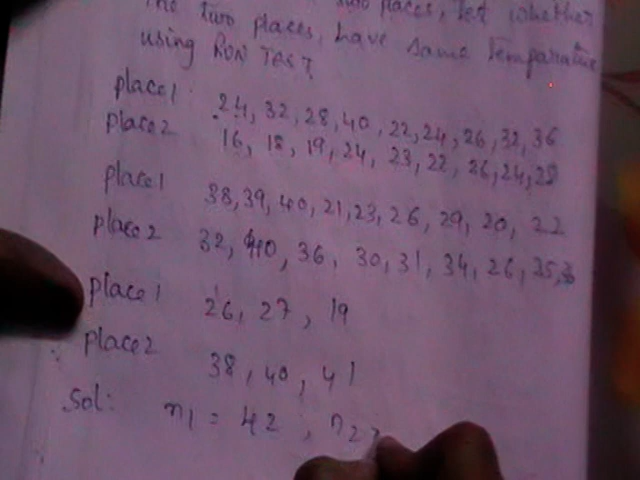 the two places, Test whether
the two places, have same Temparature
using RUN TEST
place1 24, 32, 28, 40, 22, 24, 26, 32, 36
place2 16, 18, 19, 24, 23, 22, 26, 24, 28
place1 38, 39, 40, 21, 23, 26, 29, 20, 22
place2 32, 40, 36, 30, 31, 34, 26, 35,
place1 26, 27, 19
place2 38, 40, 41
Sol: n1 = 42, n2